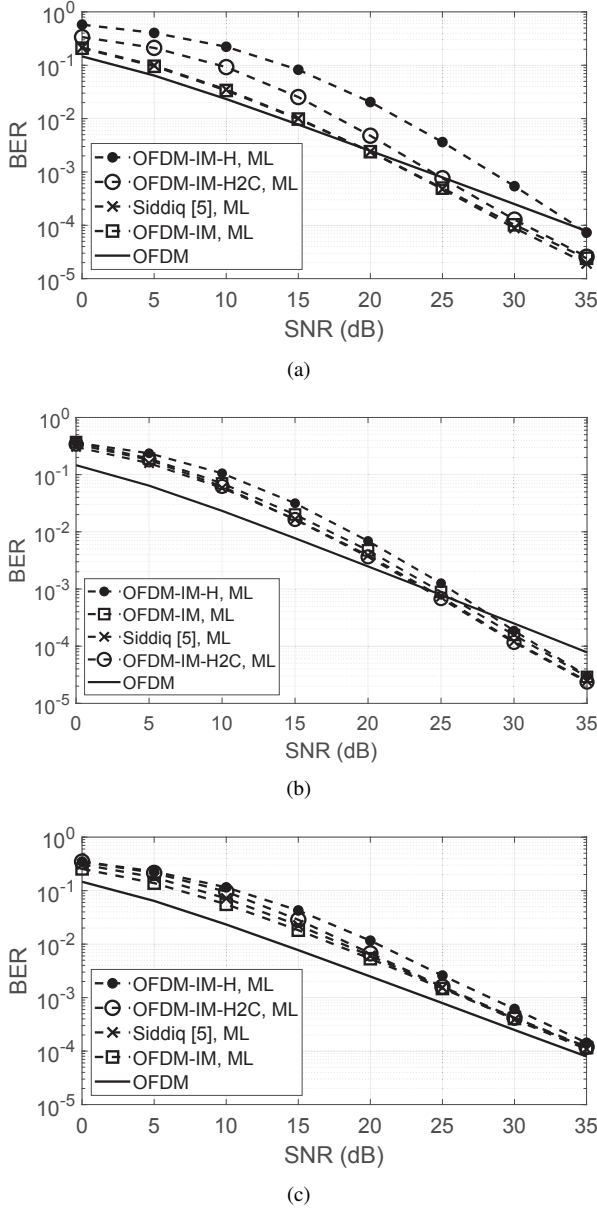 10^0
10^-1
10^-2
10^-3
10^-4
10^-5
BER
OFDM-IM-H, ML
OFDM-IM-H2C, ML
Siddiq [5], ML
OFDM-IM, ML
OFDM
0 5 10 15 20 25 30 35
SNR (dB)
(a)
10^0
10^-1
10^-2
10^-3
10^-4
10^-5
BER
OFDM-IM-H, ML
OFDM-IM, ML
Siddiq [5], ML
OFDM-IM-H2C, ML
OFDM
0 5 10 15 20 25 30 35
SNR (dB)
(b)
10^0
10^-1
10^-2
10^-3
10^-4
10^-5
BER
OFDM-IM-H, ML
OFDM-IM-H2C, ML
Siddiq [5], ML
OFDM-IM, ML
OFDM
0 5 10 15 20 25 30 35
SNR (dB)
(c)